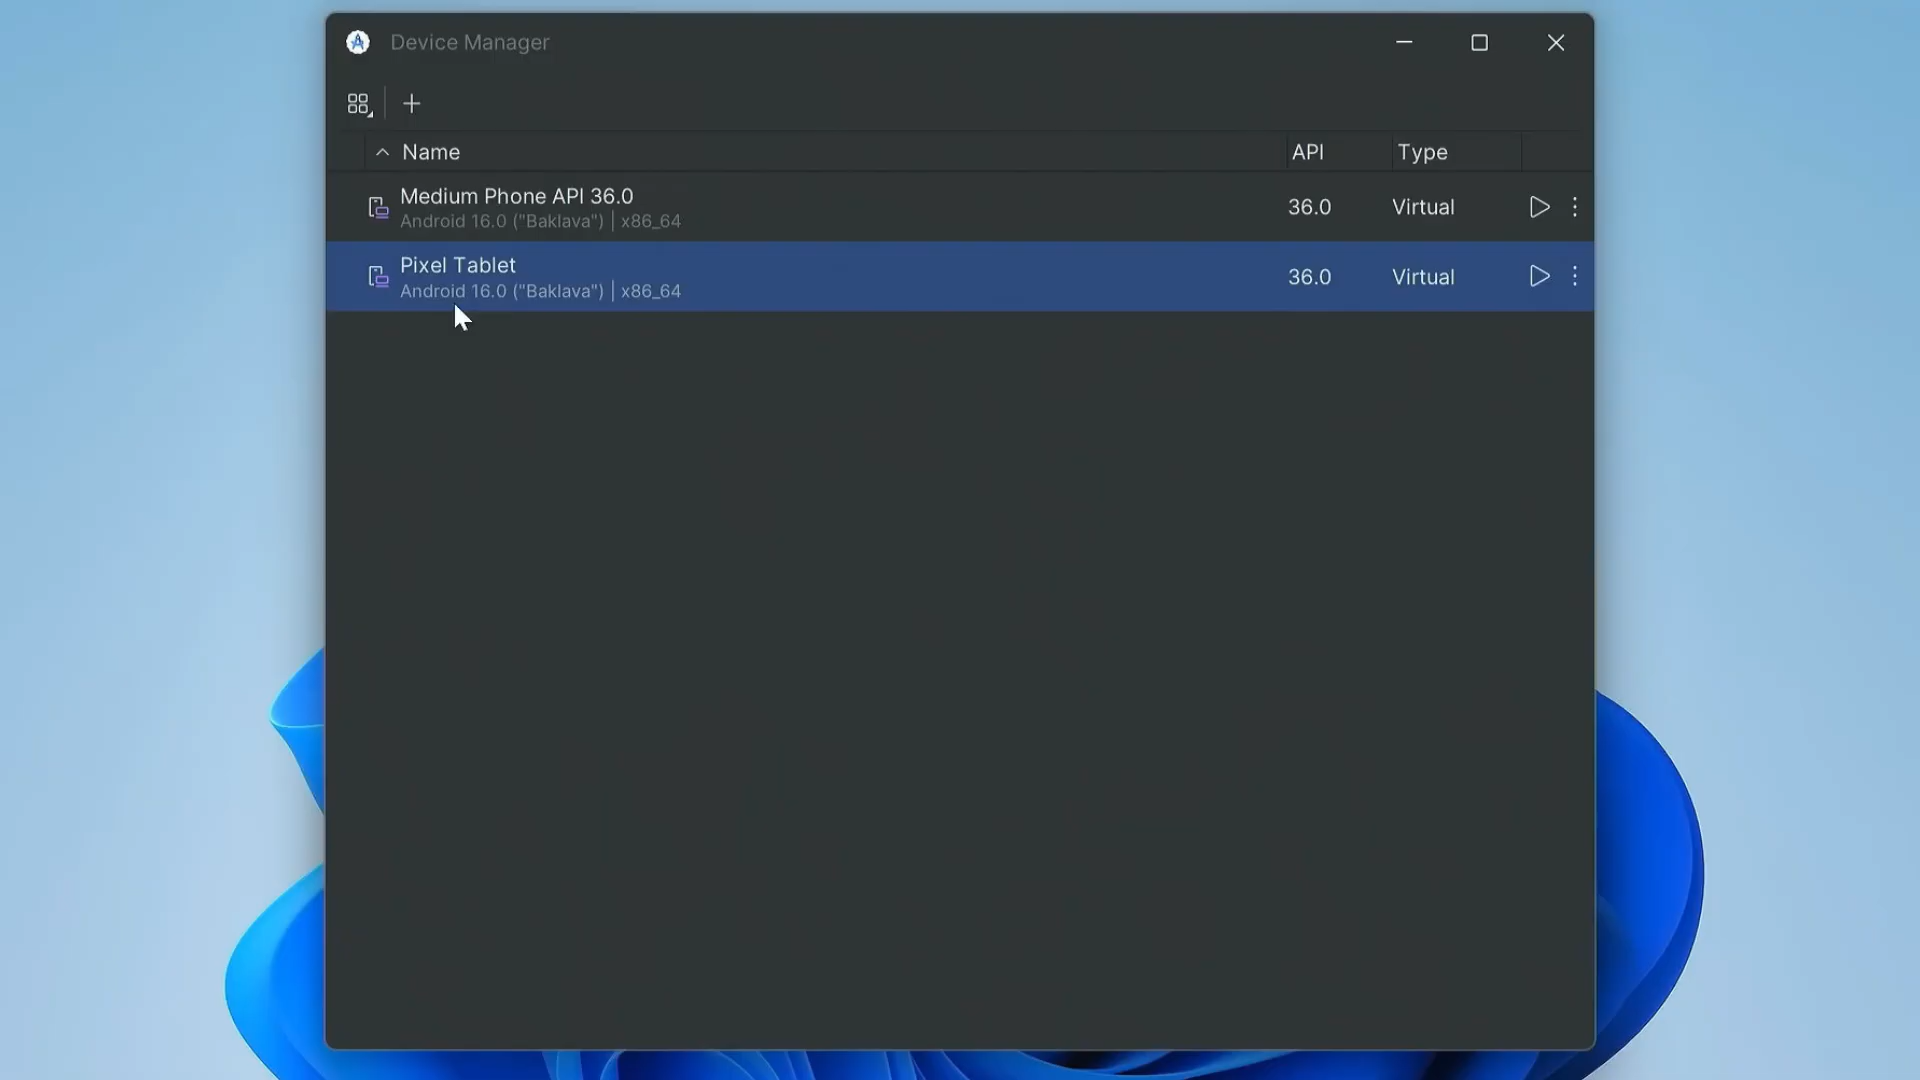 Device Manager
Name API Type
Medium Phone API 36.0 36.0 Virtual
Android 16.0 ("Baklava") | x86_64
Pixel Tablet 36.0 Virtual
Android 16.0 ("Baklava") | x86_64